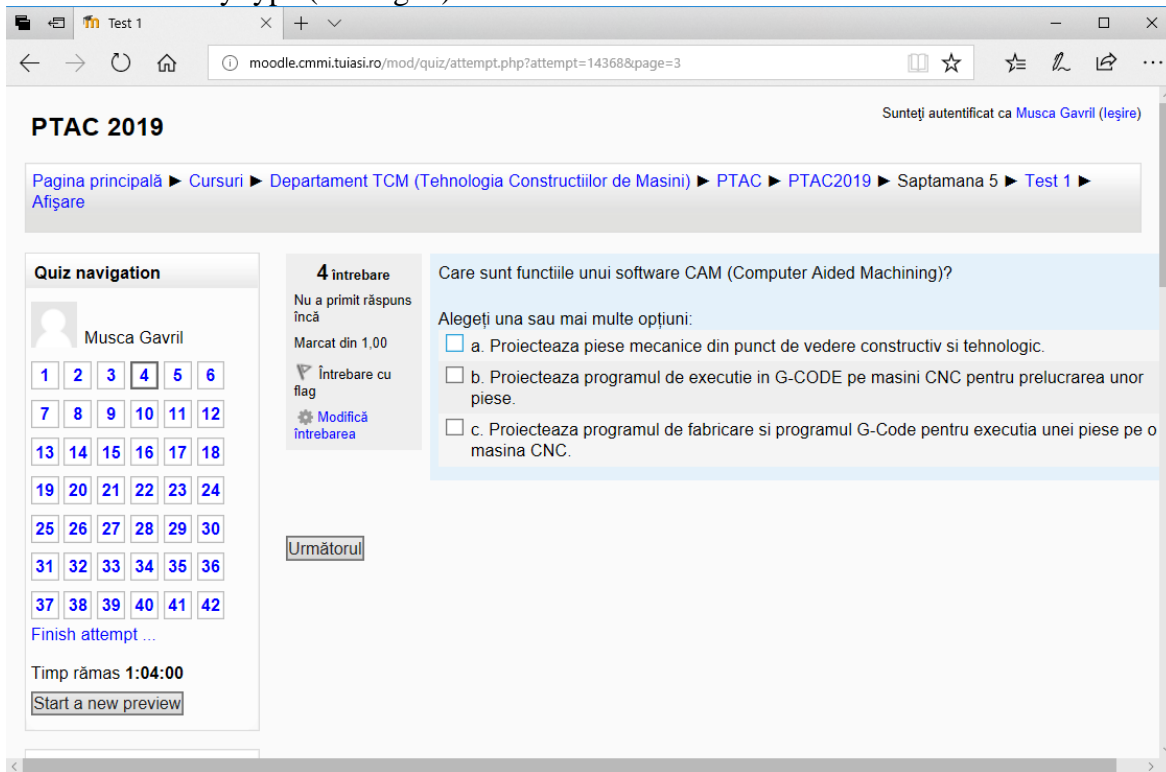 Test 1
moodle.cmmi.tuiasi.ro/mod/quiz/attempt.php?attempt=14368&page=3
Sunteţi autentificat ca Musca Gavril (Ieşire)
PTAC 2019
Pagina principală ► Cursuri ► Departament TCM (Tehnologia Constructiilor de Masini) ► PTAC ► PTAC2019 ► Saptamana 5 ► Test 1 ►
Afişare
Quiz navigation
Musca Gavril
1 2 3 4 5 6
7 8 9 10 11 12
13 14 15 16 17 18
19 20 21 22 23 24
25 26 27 28 29 30
31 32 33 34 35 36
37 38 39 40 41 42
Finish attempt ...
Timp rămas 1:04:00
Start a new preview
4 întrebare
Nu a primit răspuns
încă
Marcat din 1,00
Întrebare cu
flag
Modifică
întrebarea
Care sunt functiile unui software CAM (Computer Aided Machining)?
Alegeţi una sau mai multe opţiuni:
a. Proiecteaza piese mecanice din punct de vedere constructiv si tehnologic.
b. Proiecteaza programul de executie in G-CODE pe masini CNC pentru prelucrarea unor
piese.
c. Proiecteaza programul de fabricare si programul G-Code pentru executia unei piese pe o
masina CNC.
Următorul